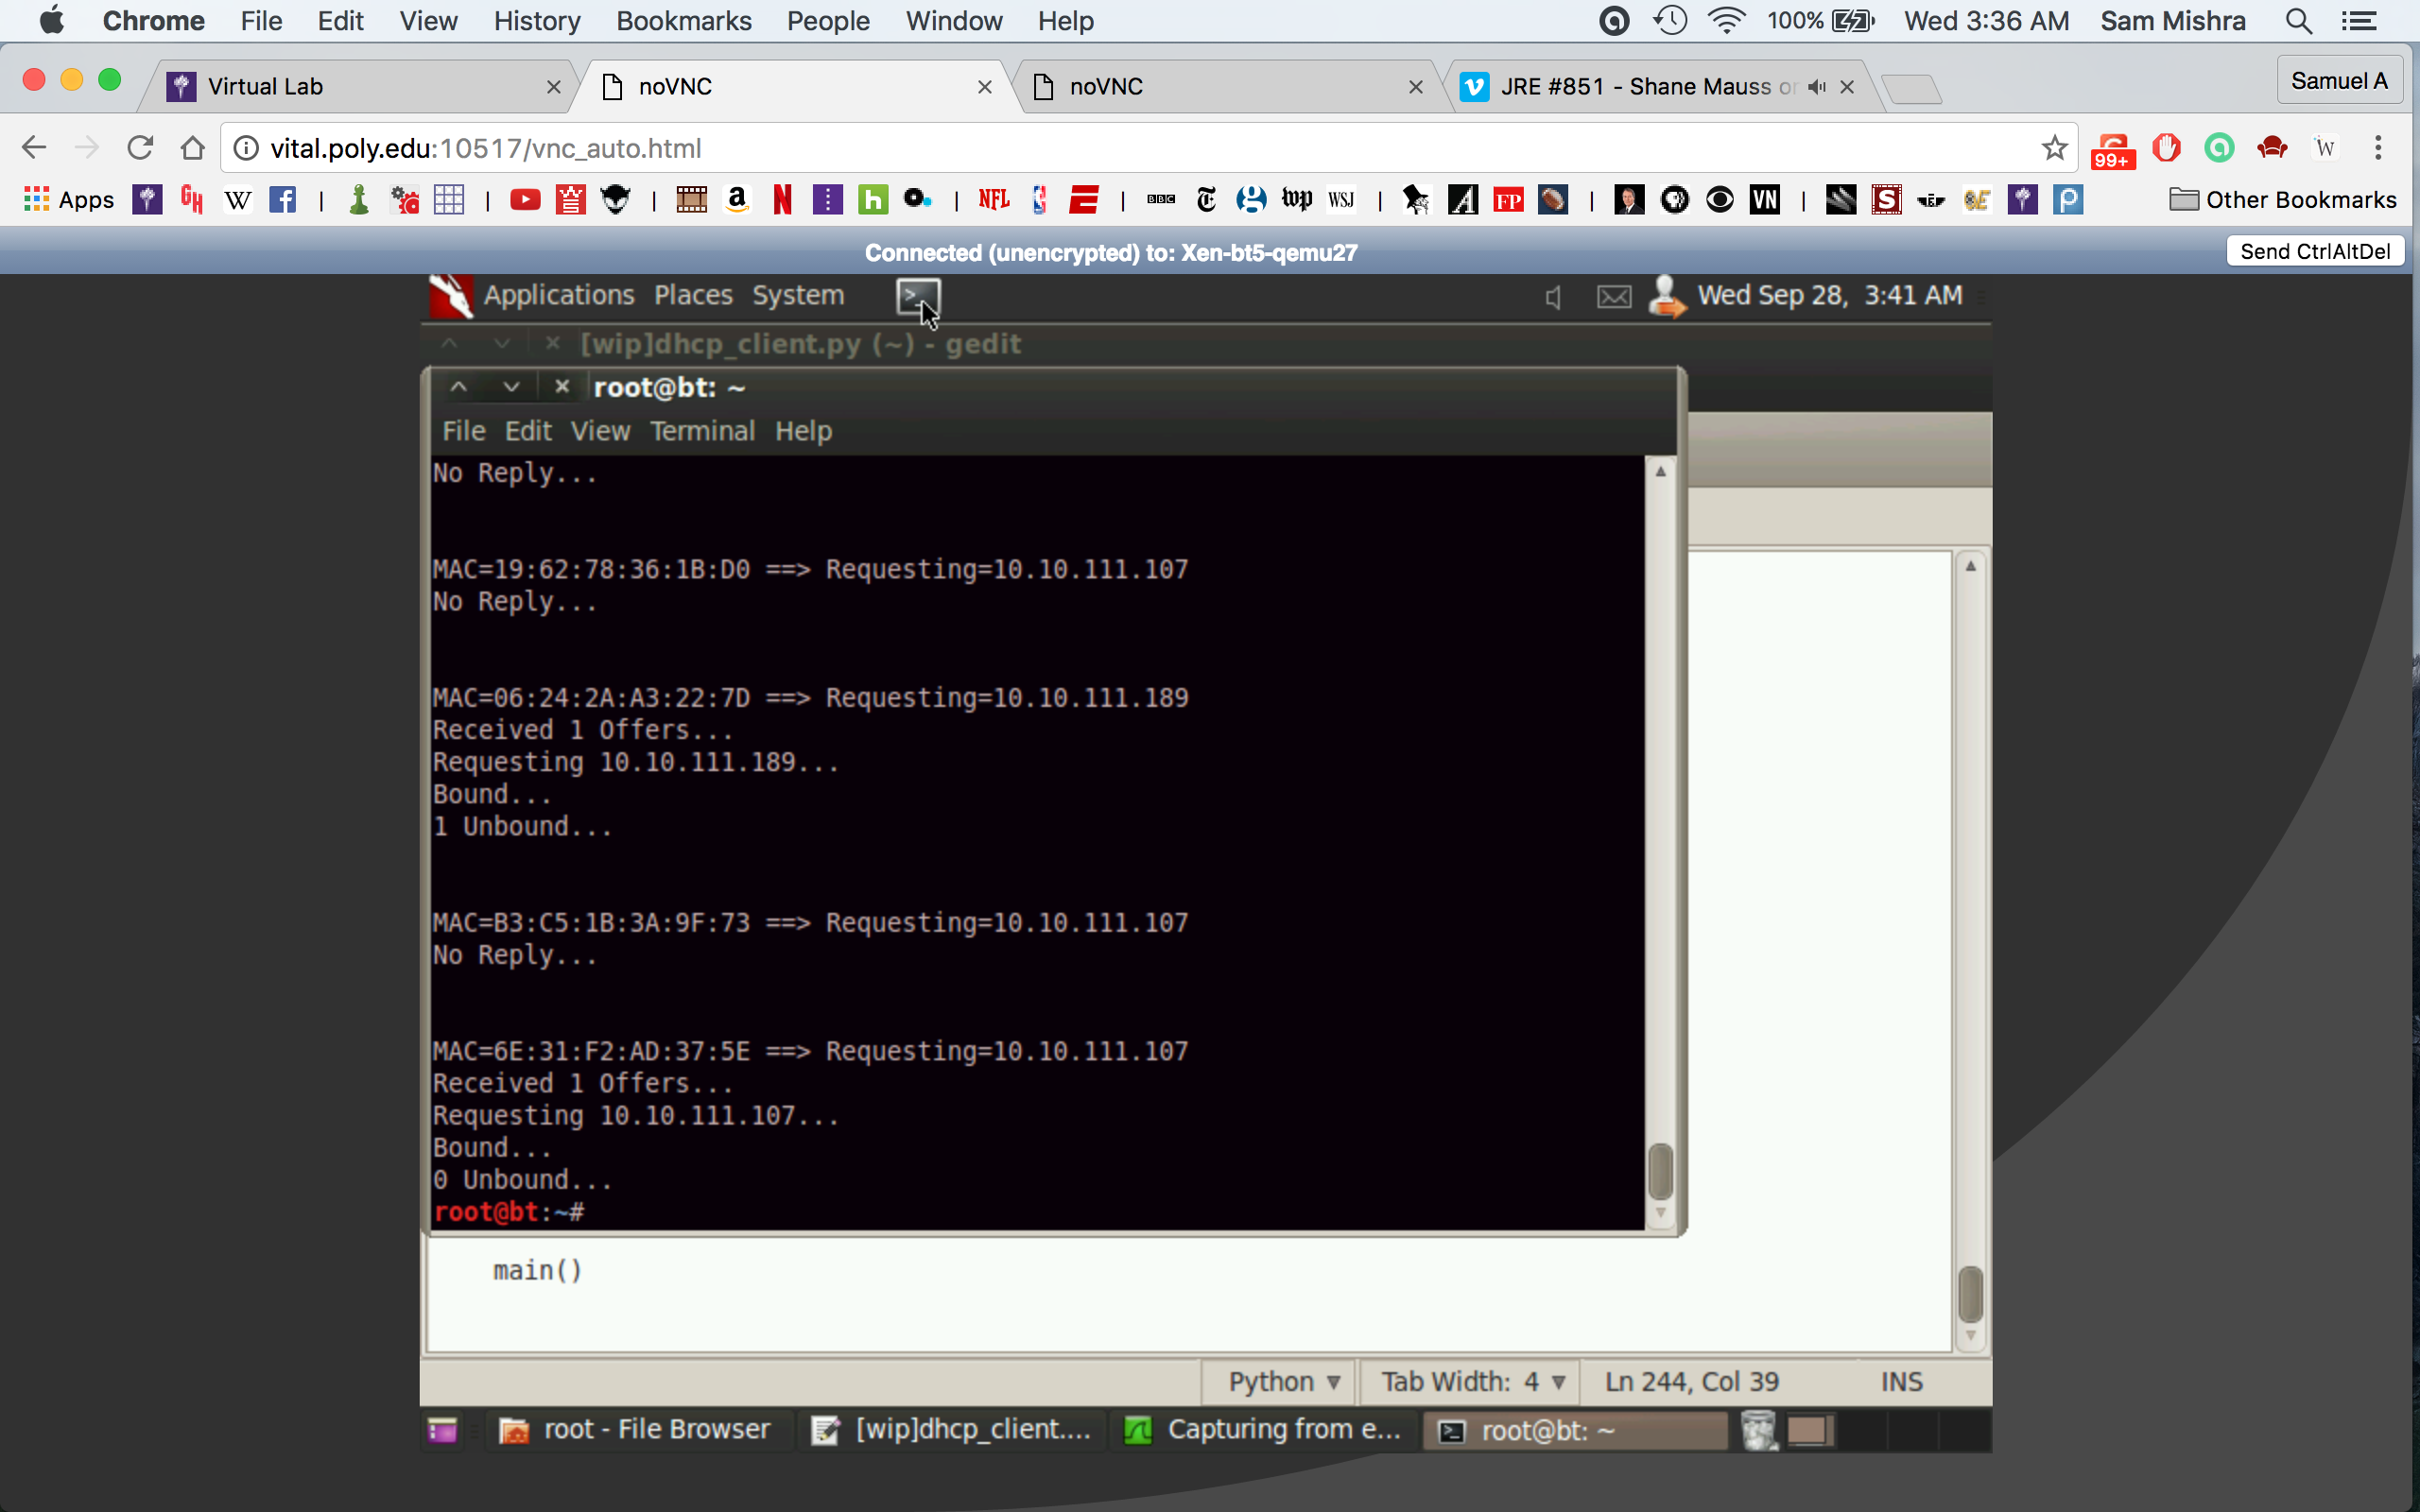 Chrome File Edit View History Bookmarks People Window Help 100% Wed 3:36 AM Sam Mishra
Virtual Lab noVNC noVNC JRE #851 - Shane Mauss or Samuel A
vital.poly.edu:10517/vnc_auto.html 99+ W
Apps GH W | | | a N h | NFL | BBC T wp WSJ | A FP | VN | S E P Other Bookmarks
Connected (unencrypted) to: Xen-bt5-qemu27 Send CtrlAltDel
Applications Places System Wed Sep 28, 3:41 AM
[wip]dhcp_client.py (~) - gedit
root@bt: ~
File Edit View Terminal Help
No Reply...
MAC=19:62:78:36:1B:D0 ==> Requesting=10.10.111.107
No Reply...
MAC=06:24:2A:A3:22:7D ==> Requesting=10.10.111.189
Received 1 Offers...
Requesting 10.10.111.189...
Bound...
1 Unbound...
MAC=B3:C5:1B:3A:9F:73 ==> Requesting=10.10.111.107
No Reply...
MAC=6E:31:F2:AD:37:5E ==> Requesting=10.10.111.107
Received 1 Offers...
Requesting 10.10.111.107...
Bound...
0 Unbound...
root@bt:~#
main()
Python Tab Width: 4 Ln 244, Col 39 INS
root - File Browser [wip]dhcp_client.... Capturing from e... root@bt: ~